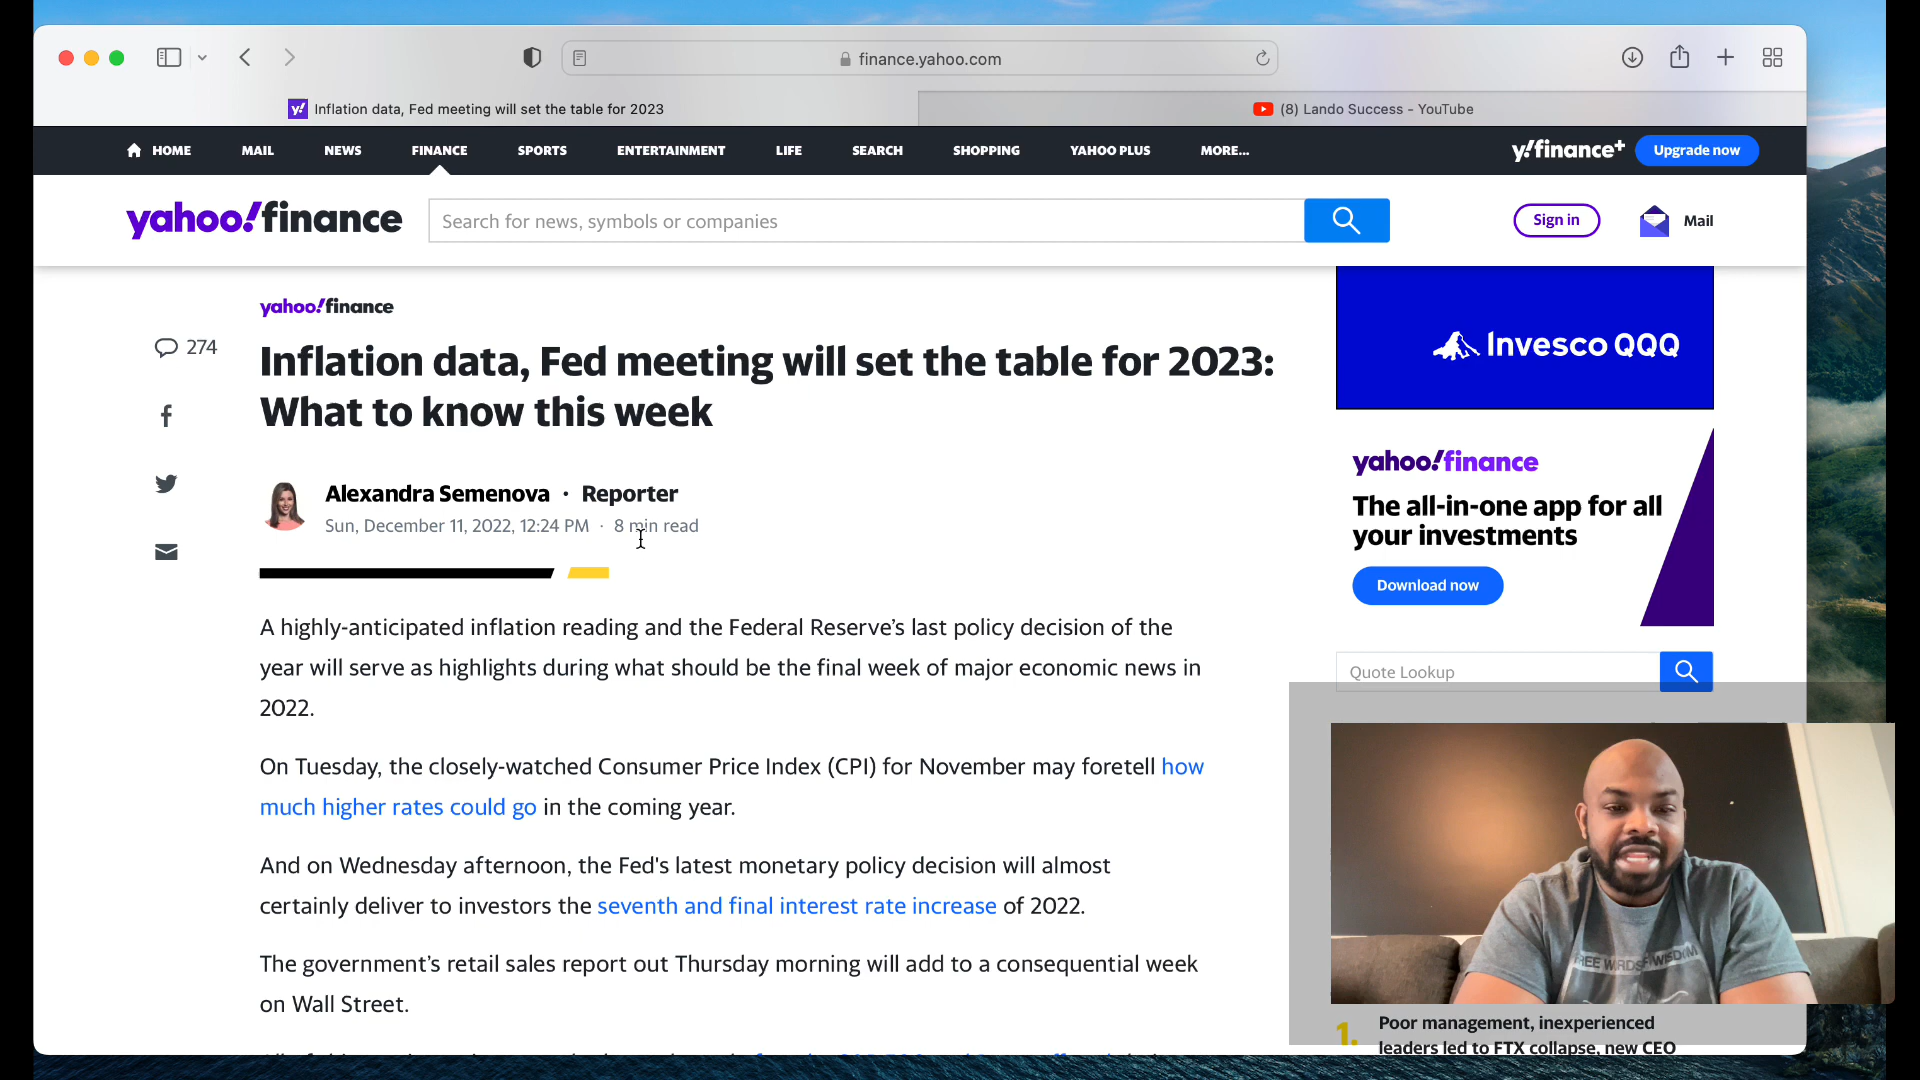 finance.yahoo.com
Inflation data, Fed meeting will set the table for 2023
(8) Lando Success - YouTube
HOME MAIL NEWS FINANCE SPORTS ENTERTAINMENT LIFE SEARCH SHOPPING YAHOO PLUS MORE...
y!finance+ Upgrade now
yahoo!finance
Search for news, symbols or companies
Sign in
Mail
yahoo!finance
274
Inflation data, Fed meeting will set the table for 2023:
What to know this week
Alexandra Semenova · Reporter
Sun, December 11, 2022, 12:24 PM · 8 min read
A highly-anticipated inflation reading and the Federal Reserve's last policy decision of the
year will serve as highlights during what should be the final week of major economic news in
2022.
On Tuesday, the closely-watched Consumer Price Index (CPI) for November may foretell how
much higher rates could go in the coming year.
And on Wednesday afternoon, the Fed's latest monetary policy decision will almost
certainly deliver to investors the seventh and final interest rate increase of 2022.
The government's retail sales report out Thursday morning will add to a consequential week
on Wall Street.
Invesco QQQ
yahoo!finance
The all-in-one app for all
your investments
Download now
Quote Lookup
1. Poor management, inexperienced
leaders led to FTX collapse, new CEO